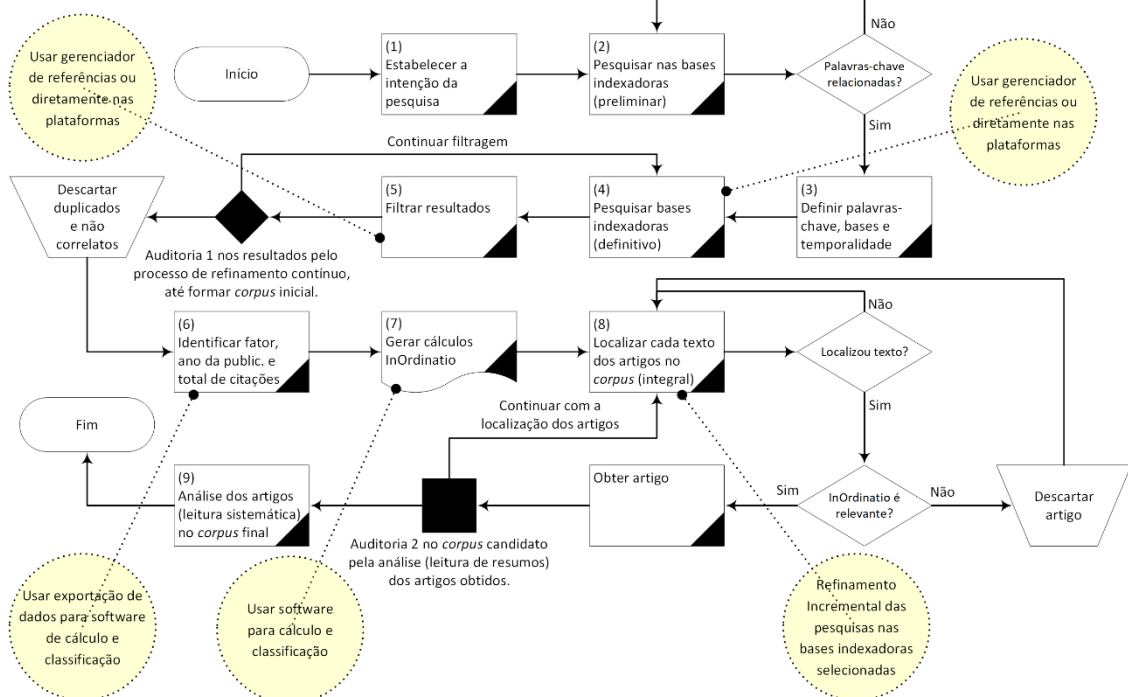 Não
Usar gerenciador
de referências ou
diretamente nas
plataformas
Início
(1)
Estabelecer a
intenção da
pesquisa
(2)
Pesquisar nas bases
indexadoras
(preliminar)
Palavras-chave
relacionadas?
Usar gerenciador
de referências ou
diretamente nas
plataformas
Sim
Continuar filtragem
Descartar
duplicados
e não
correlatos
(5)
Filtrar resultados
(4)
Pesquisar bases
indexadoras
(definitivo)
(3)
Definir palavras-
chave, bases e
temporalidade
Auditoria 1 nos resultados pelo
processo de refinamento contínuo,
até formar corpus inicial.
(6)
Identificar fator,
ano da public. e
total de citações
(7)
Gerar cálculos
InOrdinatio
(8)
Localizar cada texto
dos artigos no
corpus (integral)
Não
Localizou texto?
Sim
Continuar com a
localização dos artigos
Fim
(9)
Análise dos artigos
(leitura sistemática)
no corpus final
Obter artigo
Sim
InOrdinatio é
relevante?
Não
Descartar
artigo
Auditoria 2 no corpus candidato
pela análise (leitura de resumos)
dos artigos obtidos.
Usar exportação de
dados para software
de cálculo e
classificação
Usar software
para cálculo e
classificação
Refinamento
Incremental das
pesquisas nas
bases indexadoras
selecionadas